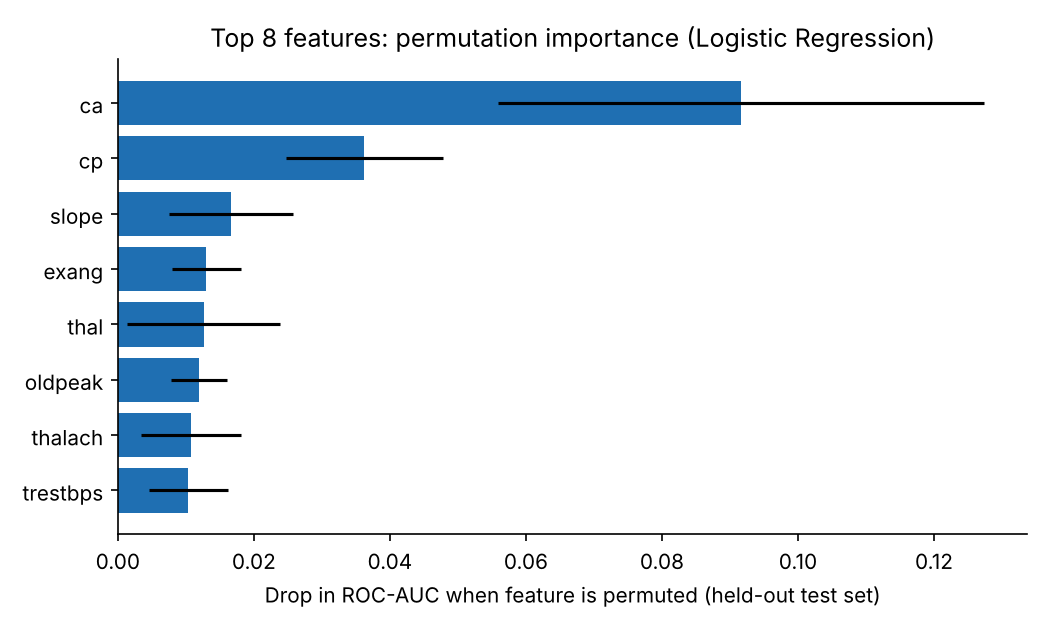 Top 8 features: permutation importance (Logistic Regression)
ca
cp
slope
exang
thal
oldpeak
thalach
trestbps
0.00 0.02 0.04 0.06 0.08 0.10 0.12
Drop in ROC-AUC when feature is permuted (held-out test set)